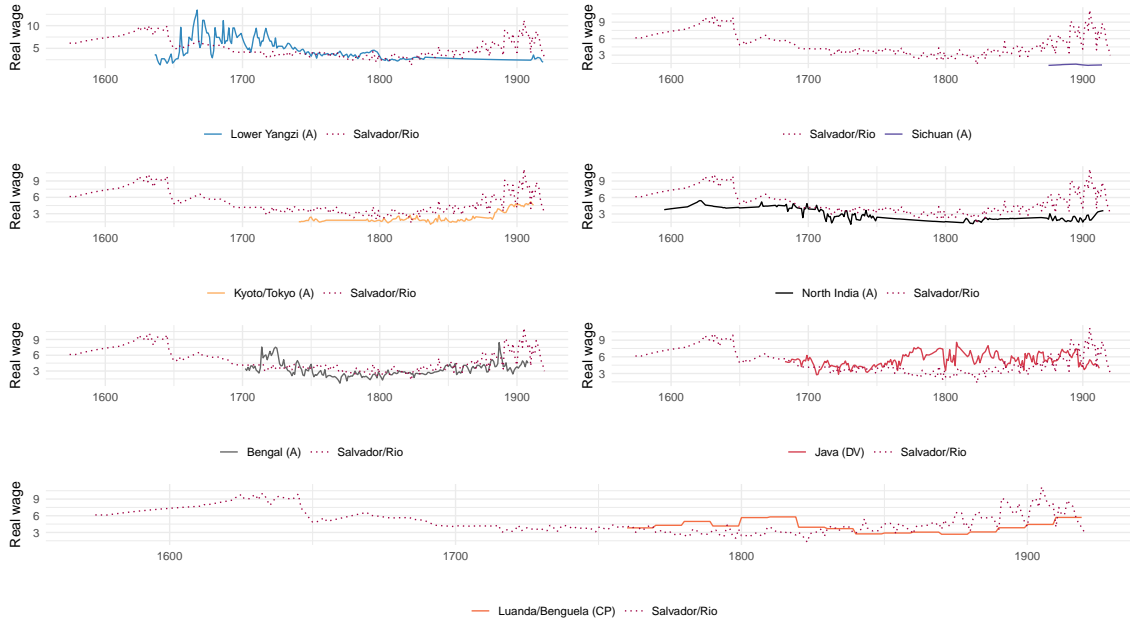 Real wage
10
5
1600 1700 1800 1900
Lower Yangzi (A) Salvador/Rio
Real wage
9
6
3
1600 1700 1800 1900
Salvador/Rio Sichuan (A)
Real wage
9
6
3
1600 1700 1800 1900
Kyoto/Tokyo (A) Salvador/Rio
Real wage
9
6
3
1600 1700 1800 1900
North India (A) Salvador/Rio
Real wage
9
6
3
1600 1700 1800 1900
Bengal (A) Salvador/Rio
Real wage
9
6
3
1600 1700 1800 1900
Java (DV) Salvador/Rio
Real wage
9
6
3
1600 1700 1800 1900
Luanda/Benguela (CP) Salvador/Rio